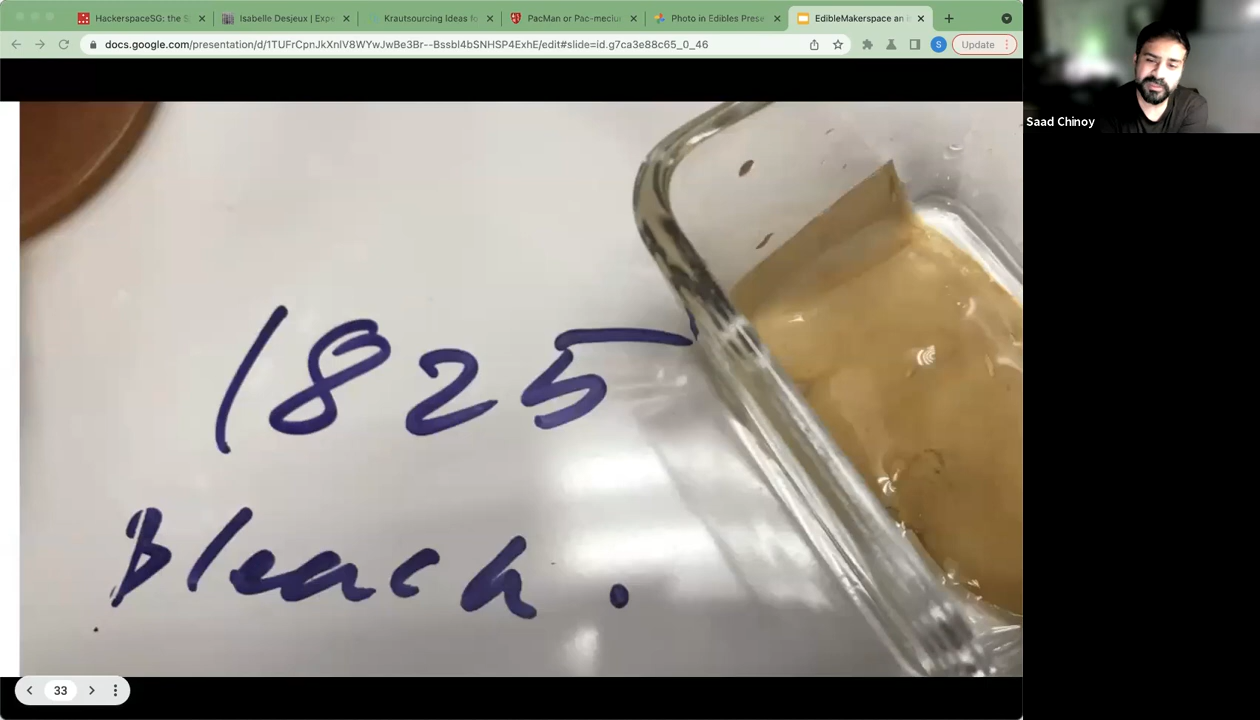 HackerspaceSG: the S
Isabelle Desjeux | Expe
Krautsourcing Ideas fo
PacMan or Pac-mecium
Photo in Edibles Prese
EdibleMakerspace an i
docs.google.com/presentation/d/1TUFrCpnJkXnlV8WYwJwBe3Br--Bssbl4bSNHSP4ExhE/edit#slide=id.g7ca3e88c65_0_46
S
Update
Saad Chinoy
1825
Bleach.
33